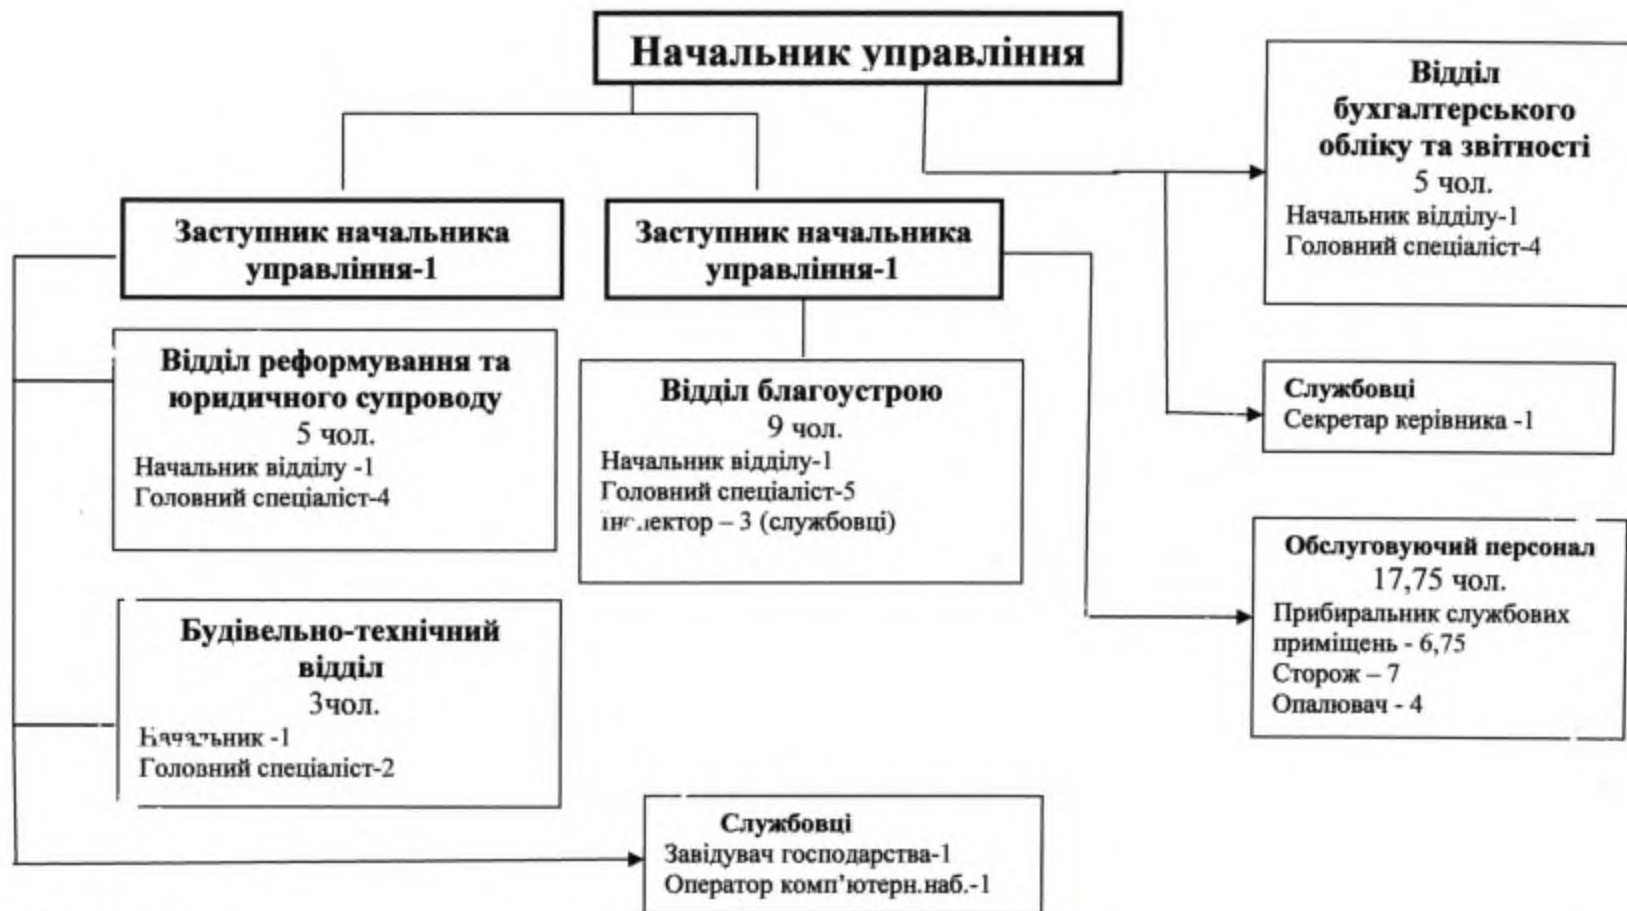 Начальник управління
Відділ
бухгалтерського
обліку та звітності
5 чол.
Начальник відділу-1
Головний спеціаліст-4
Заступник начальника
управління-1
Заступник начальника
управління-1
Відділ реформування та
юридичного супроводу
5 чол.
Начальник відділу -1
Головний спеціаліст-4
Відділ благоустрою
9 чол.
Начальник відділу-1
Головний спеціаліст-5
Інспектор – 3 (службовці)
Службовці
Секретар керівника -1
Обслуговуючий персонал
17,75 чол.
Прибиральник службових
приміщень - 6,75
Сторож – 7
Опалювач - 4
Будівельно-технічний
відділ
3чол.
Начальник -1
Головний спеціаліст-2
Службовці
Завідувач господарства-1
Оператор комп’ютерн.наб.-1